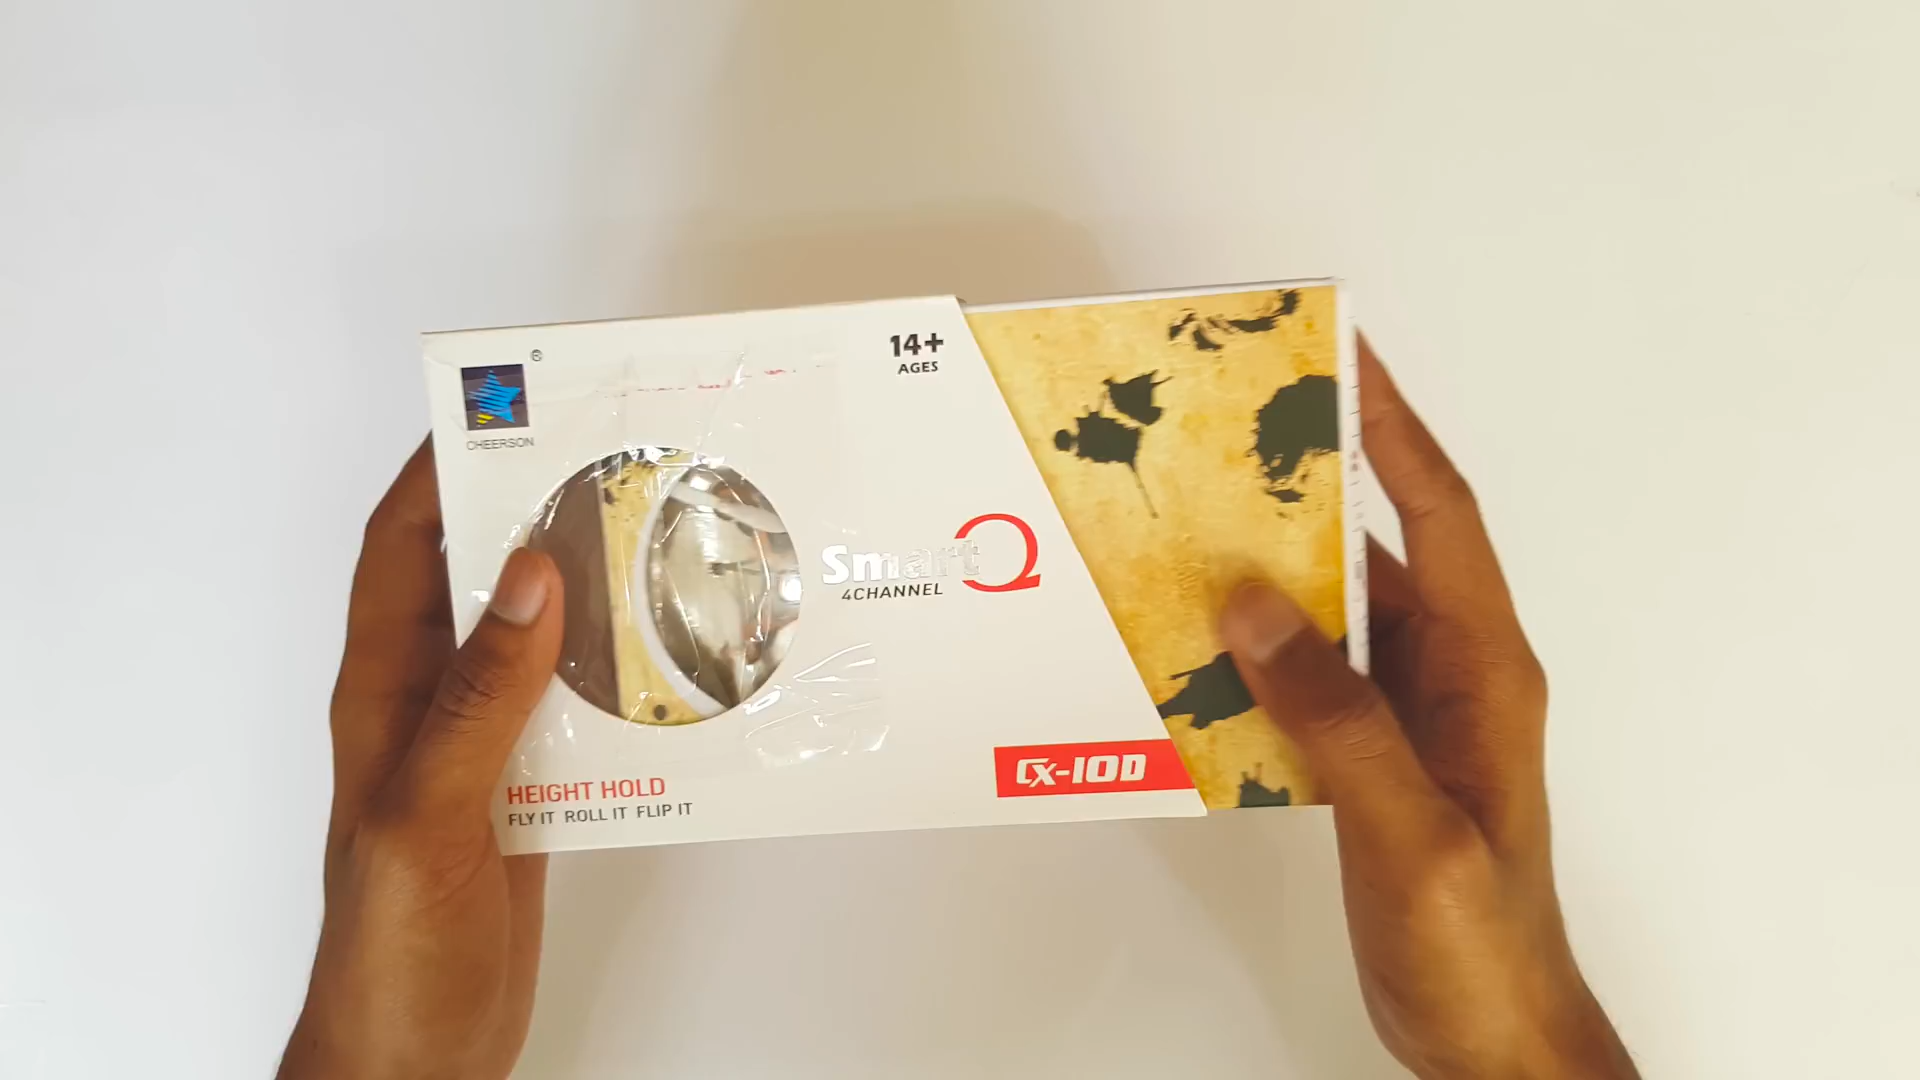 ®
14+
AGES
CHEERSON
Smart Q
4CHANNEL
CX-10D
HEIGHT HOLD
FLY IT ROLL IT FLIP IT